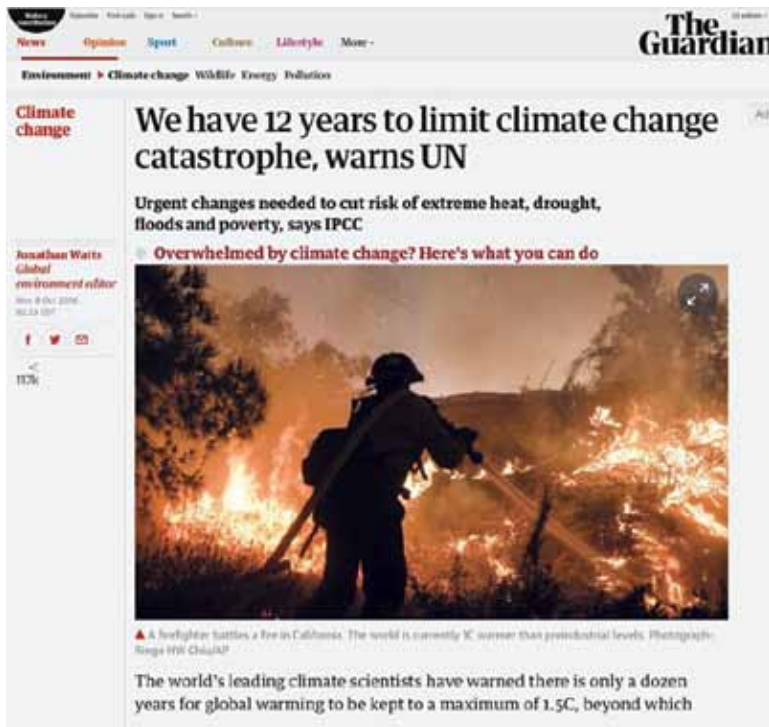 The
Guardian
News Opinion Sport Culture Lifestyle More
Environment Climate change Wildlife Energy Pollution
Climate
change
We have 12 years to limit climate change
catastrophe, warns UN
Urgent changes needed to cut risk of extreme heat, drought,
floods and poverty, says IPCC
Overwhelmed by climate change? Here's what you can do
Jonathan Watts
Global
environment editor
117k
A firefighter battles a fire in California. The world is currently 1C warmer than preindustrial levels. Photograph:
The world's leading climate scientists have warned there is only a dozen
years for global warming to be kept to a maximum of 1.5C, beyond which